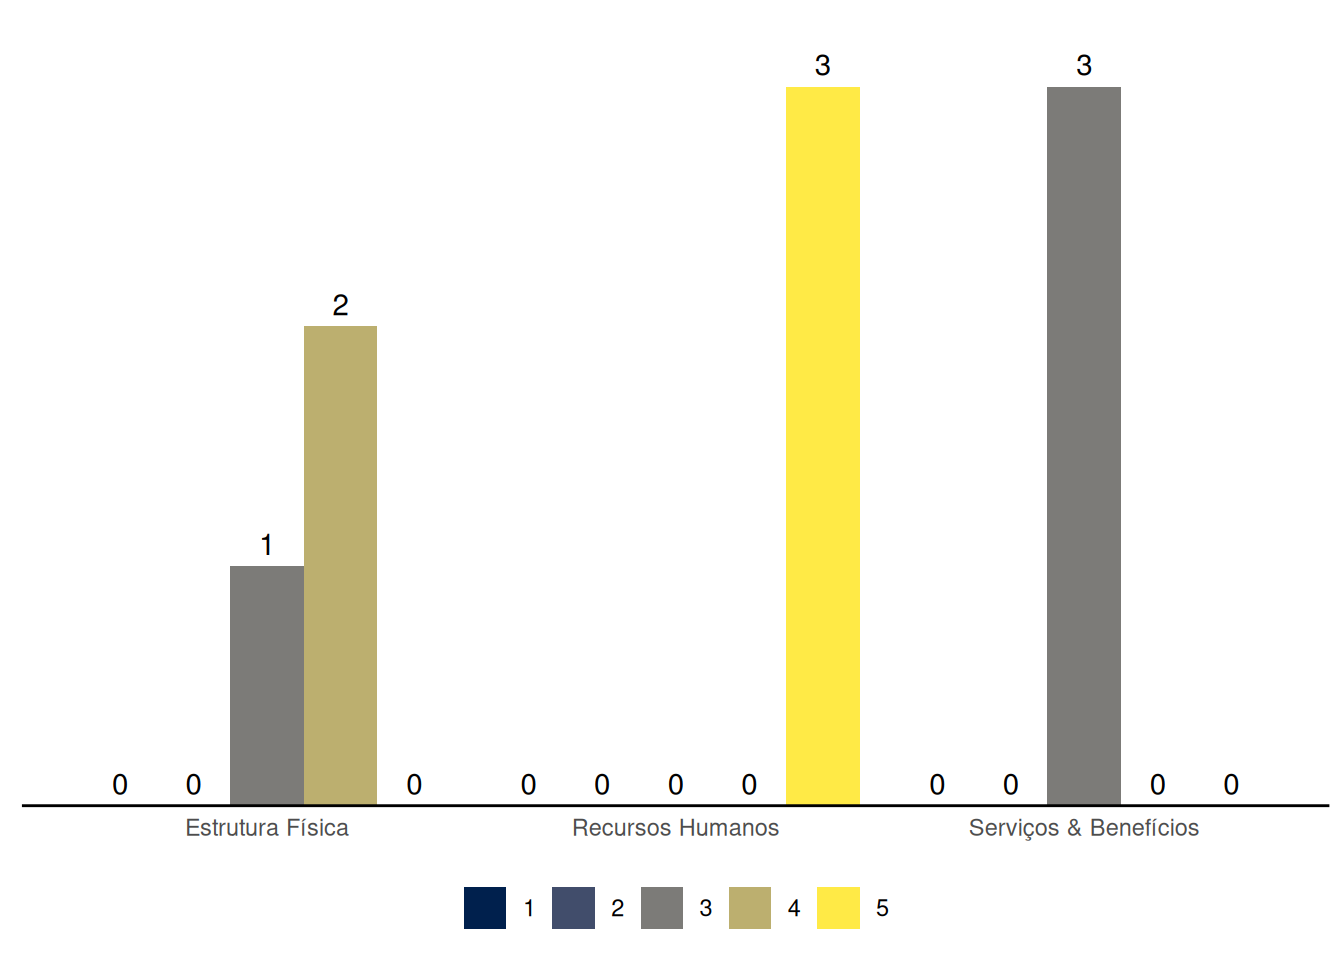 3 3
2
1
0 0 0 0 0 0 0 0 0 0 0
Estrutura Física Recursos Humanos Serviços & Benefícios
1 2 3 4 5